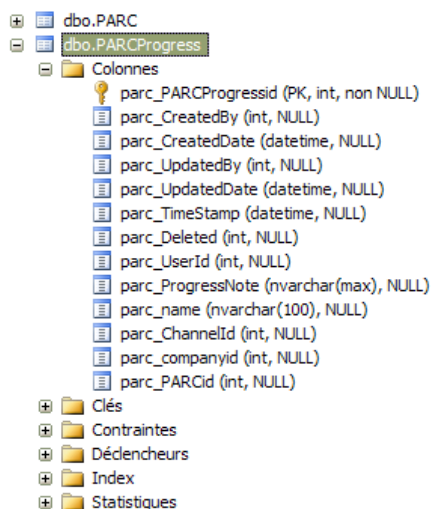 dbo.PARC
dbo.PARCProgress
Colonnes
parc_PARCProgressid (PK, int, non NULL)
parc_CreatedBy (int, NULL)
parc_CreatedDate (datetime, NULL)
parc_UpdatedBy (int, NULL)
parc_UpdatedDate (datetime, NULL)
parc_TimeStamp (datetime, NULL)
parc_Deleted (int, NULL)
parc_UserId (int, NULL)
parc_ProgressNote (nvarchar(max), NULL)
parc_name (nvarchar(100), NULL)
parc_ChannelId (int, NULL)
parc_companyid (int, NULL)
parc_PARCid (int, NULL)
Clés
Contraintes
Déclencheurs
Index
Statistiques